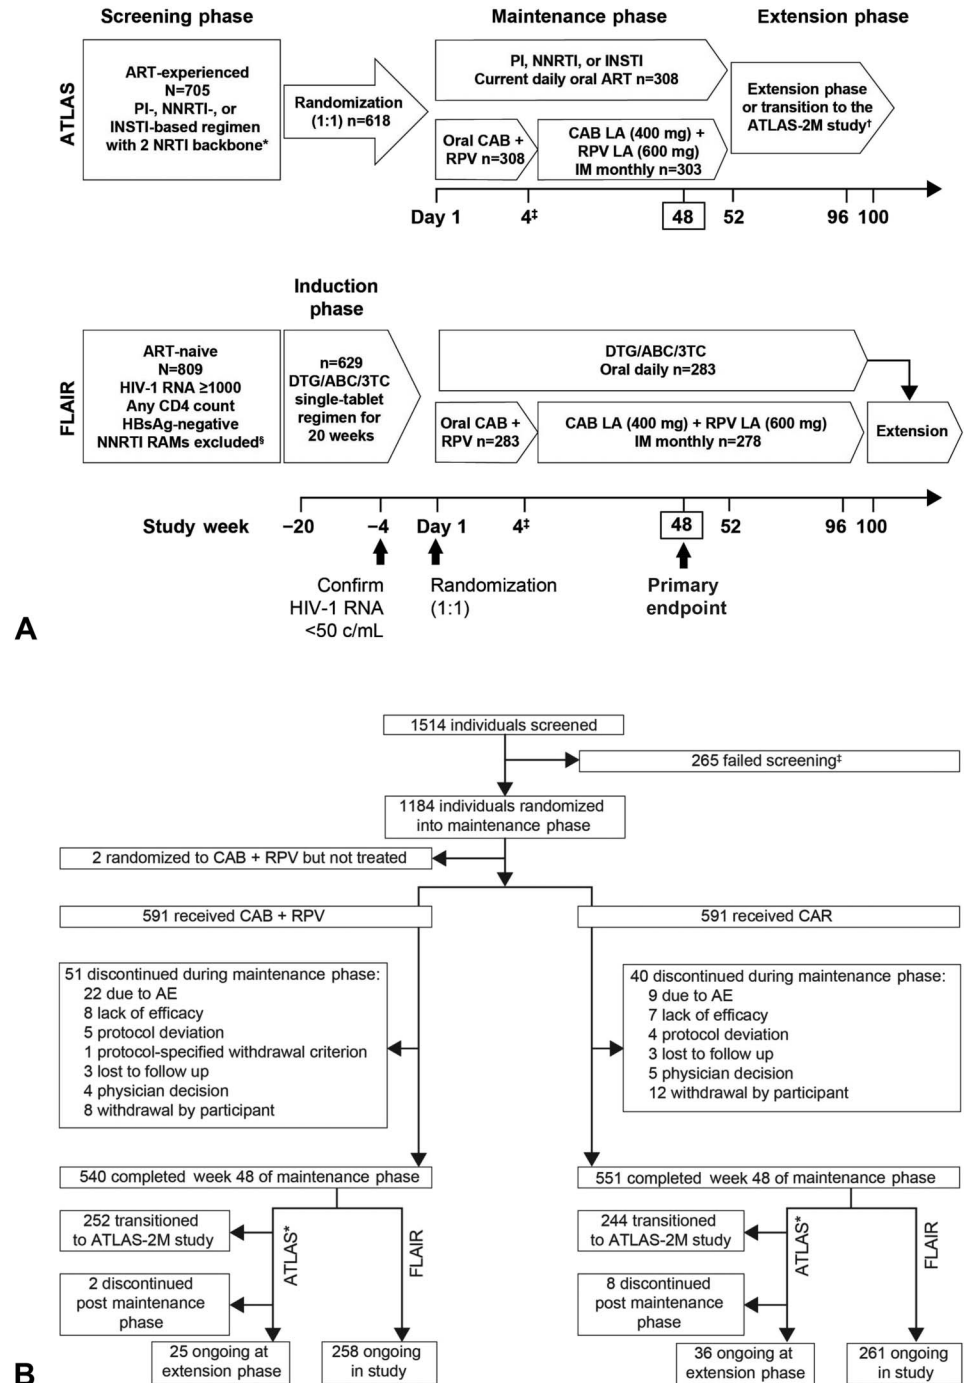 Screening phase
Maintenance phase
Extension phase
ATLAS
ART-experienced
N=705
PI-, NNRTI-, or
INSTI-based regimen
with 2 NRTI backbone*
Randomization
(1:1) n=618
PI, NNRTI, or INSTI
Current daily oral ART n=308
Oral CAB +
RPV n=308
CAB LA (400 mg) +
RPV LA (600 mg)
IM monthly n=303
Extension phase
or transition to the
ATLAS-2M study†
Day 1 4‡ 48 52 96 100
Induction
phase
FLAIR
ART-naive
N=809
HIV-1 RNA ≥1000
Any CD4 count
HBsAg-negative
NNRTI RAMs excluded§
n=629
DTG/ABC/3TC
single-tablet
regimen for
20 weeks
DTG/ABC/3TC
Oral daily n=283
Oral CAB +
RPV n=283
CAB LA (400 mg) + RPV LA (600 mg)
IM monthly n=278
Extension
Study week −20 −4 Day 1 4‡ 48 52 96 100
Confirm
HIV-1 RNA
<50 c/mL
Randomization
(1:1)
Primary
endpoint
A
1514 individuals screened
265 failed screening‡
1184 individuals randomized
into maintenance phase
2 randomized to CAB + RPV but not treated
591 received CAB + RPV
591 received CAR
51 discontinued during maintenance phase:
22 due to AE
8 lack of efficacy
5 protocol deviation
1 protocol-specified withdrawal criterion
3 lost to follow up
4 physician decision
8 withdrawal by participant
40 discontinued during maintenance phase:
9 due to AE
7 lack of efficacy
4 protocol deviation
3 lost to follow up
5 physician decision
12 withdrawal by participant
540 completed week 48 of maintenance phase
551 completed week 48 of maintenance phase
252 transitioned
to ATLAS-2M study
ATLAS*
FLAIR
2 discontinued
post maintenance
phase
25 ongoing at
extension phase
258 ongoing
in study
244 transitioned
to ATLAS-2M study
ATLAS*
FLAIR
8 discontinued
post maintenance
phase
36 ongoing at
extension phase
261 ongoing
in study
B